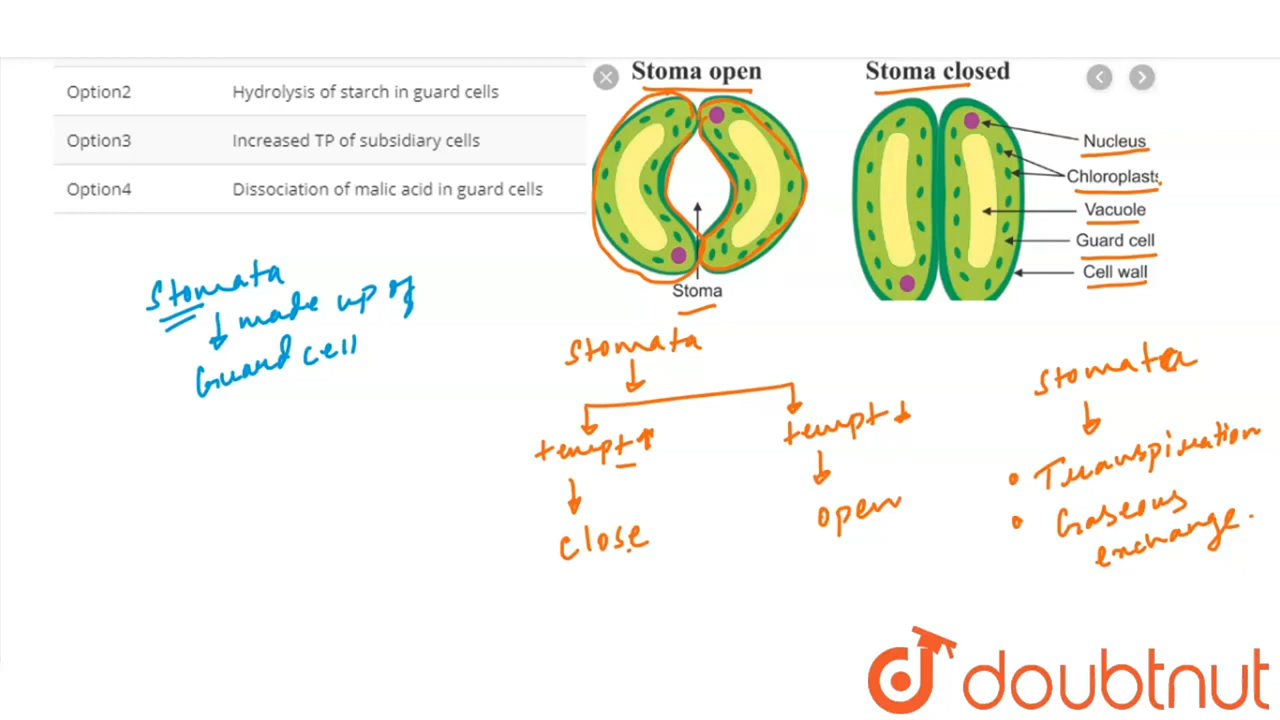 Stoma open
Stoma closed
Option2 Hydrolysis of starch in guard cells
Option3 Increased TP of subsidiary cells
Option4 Dissociation of malic acid in guard cells
Nucleus
Chloroplasts
Vacuole
Guard cell
Cell wall
Stoma
Stomata
made up of
Guard cell
Stomata
tempt↑
close
tempt↓
open
Stomata
• Transpiration
• Gaseous
exchange.
doubtnut